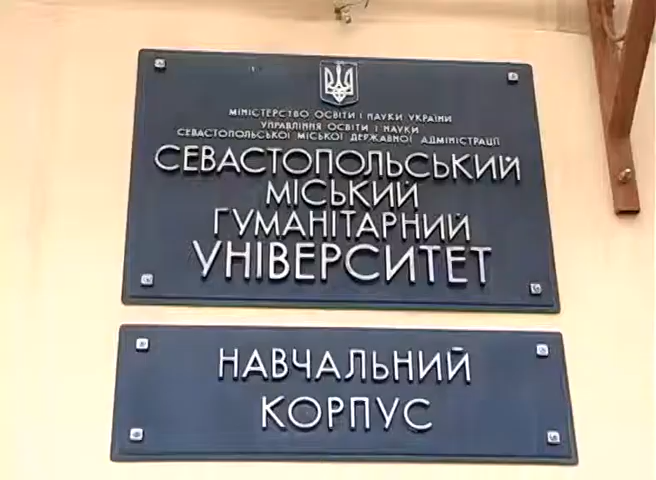 МІНІСТЕРСТВО ОСВІТИ І НАУКИ УКРАЇНИ
УПРАВЛІННЯ ОСВІТИ І НАУКИ
СЕВАСТОПОЛЬСЬКОЇ МІСЬКОЇ ДЕРЖАВНОЇ АДМІНІСТРАЦІЇ
СЕВАСТОПОЛЬСЬКИЙ
МІСЬКИЙ
ГУМАНІТАРНИЙ
УНІВЕРСИТЕТ
НАВЧАЛЬНИЙ
КОРПУС